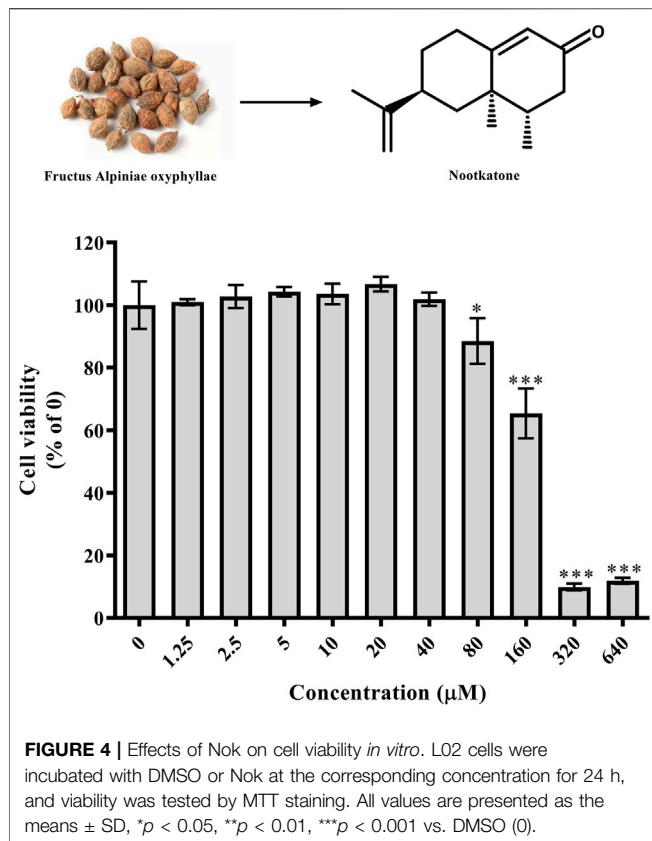 O
Fructus Alpiniae oxyphyllae
Nootkatone
120
100
80
60
40
20
0
Cell viability
(% of 0)
*
***
***
***
0
1.25
2.5
5
10
20
40
80
160
320
640
Concentration (μM)
FIGURE 4 | Effects of Nok on cell viability in vitro. L02 cells were
incubated with DMSO or Nok at the corresponding concentration for 24 h,
and viability was tested by MTT staining. All values are presented as the
means ± SD, *p < 0.05, **p < 0.01, ***p < 0.001 vs. DMSO (0).